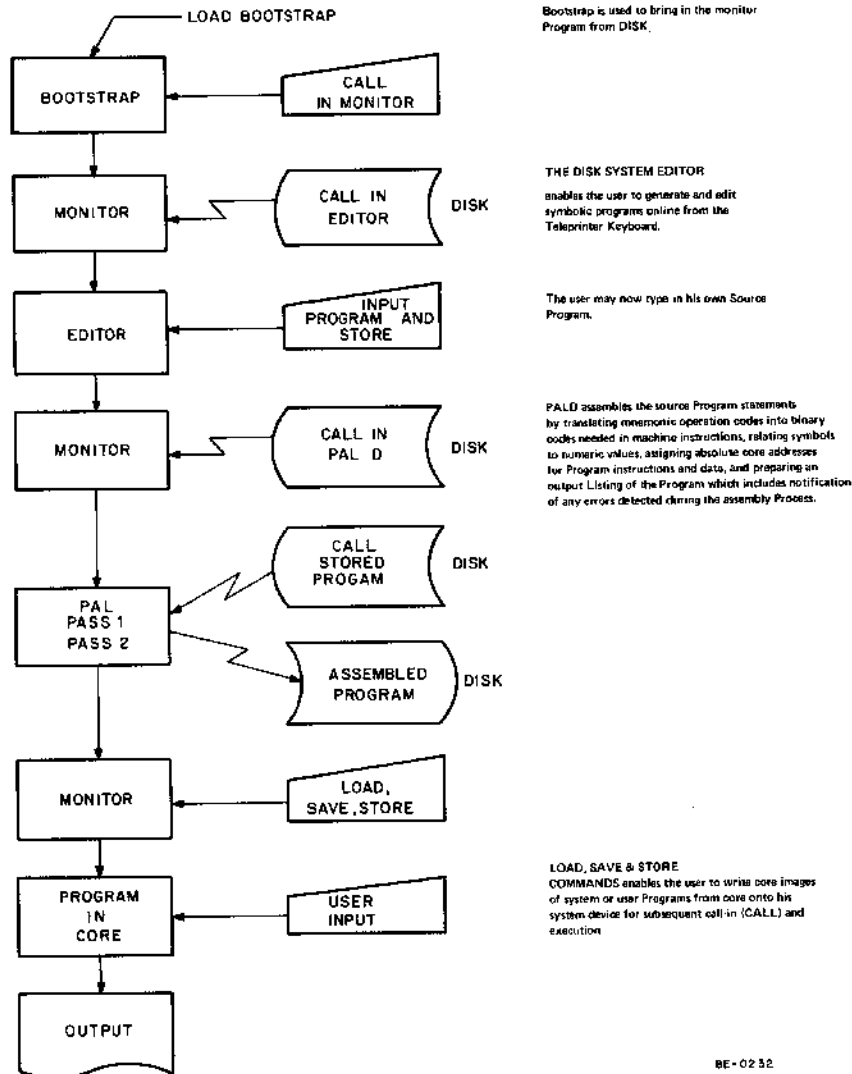 LOAD BOOTSTRAP
Bootstrap is used to bring in the monitor
Program from DISK.
BOOTSTRAP
CALL
IN MONITOR
MONITOR
CALL IN
EDITOR
DISK
THE DISK SYSTEM EDITOR
enables the user to generate and edit
symbolic programs online from the
Teleprinter Keyboard.
EDITOR
INPUT
PROGRAM AND
STORE
The user may now type in his own Source
Program.
MONITOR
CALL IN
PAL D
DISK
PALD assembles the source Program statements
by translating mnemonic operation codes into binary
codes needed in machine instructions, relating symbols
to numeric values, assigning absolute core addresses
for Program instructions and data, and preparing an
output Listing of the Program which includes notification
of any errors detected during the assembly Process.
CALL
STORED
PROGAM
DISK
PAL
PASS 1
PASS 2
ASSEMBLED
PROGRAM
DISK
MONITOR
LOAD,
SAVE, STORE
PROGRAM
IN
CORE
USER
INPUT
LOAD, SAVE & STORE
COMMANDS enables the user to write core images
of system or user Programs from core onto his
system device for subsequent call-in (CALL) and
execution
OUTPUT
BE-0232